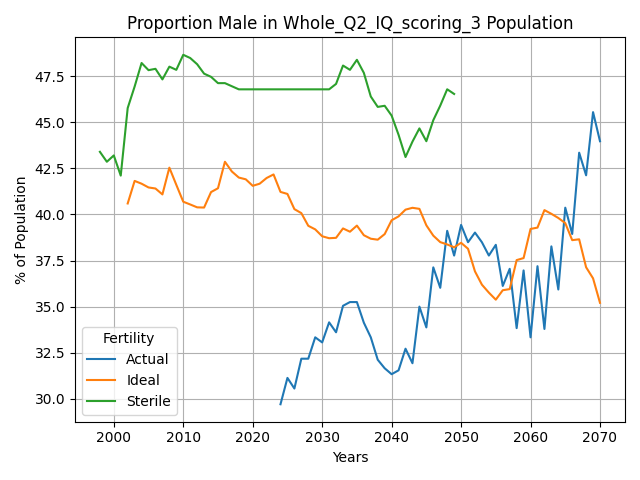 Proportion Male in Whole_Q2_IQ_scoring_3 Population
% of Population
47.5
45.0
42.5
40.0
37.5
35.0
32.5
30.0
Fertility
Actual
Ideal
Sterile
2000 2010 2020 2030 2040 2050 2060 2070
Years